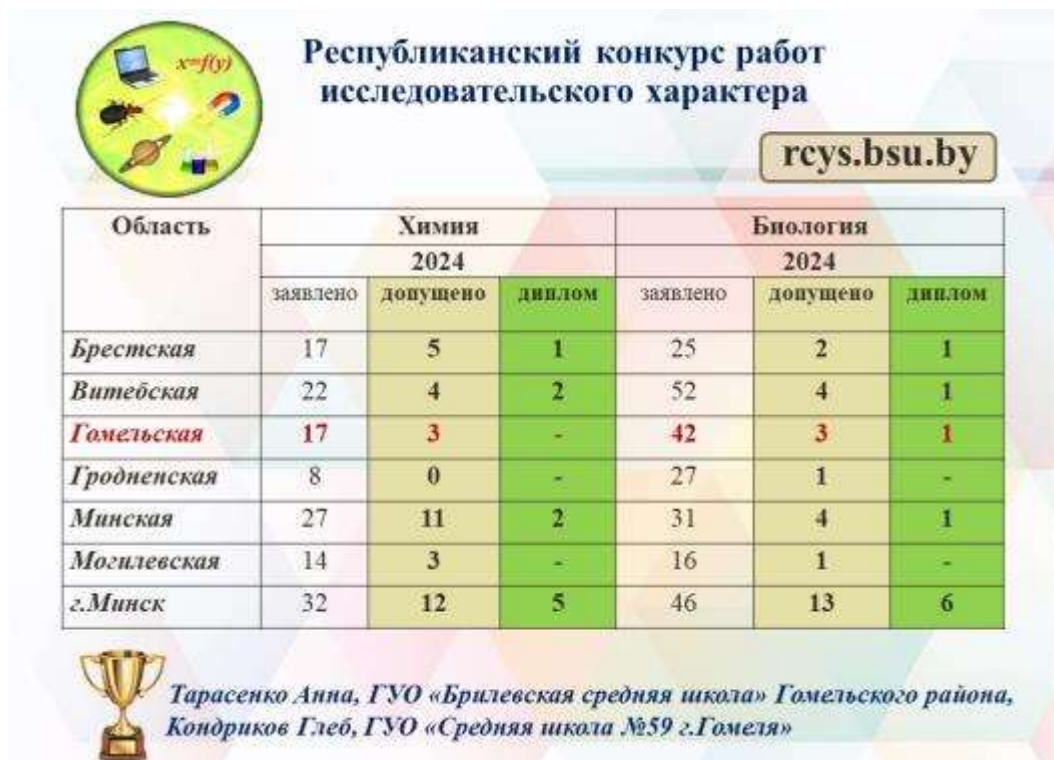 x=f(y)
Республиканский конкурс работ
исследовательского характера
rcys.bsu.by
Область Химия Биология
2024 2024
заявлено допущено диплом заявлено допущено диплом
Брестская 17 5 1 25 2 1
Витебская 22 4 2 52 4 1
Гомельская 17 3 - 42 3 1
Гродненская 8 0 - 27 1 -
Минская 27 11 2 31 4 1
Могилевская 14 3 - 16 1 -
г.Минск 32 12 5 46 13 6
Тарасенко Анна, ГУО «Брилевская средняя школа» Гомельского района,
Кондриков Глеб, ГУО «Средняя школа №59 г.Гомеля»